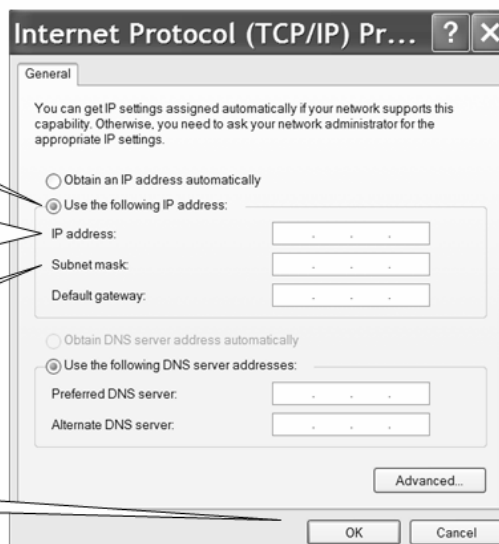 Internet Protocol (TCP/IP) Pr... ? X
General
You can get IP settings assigned automatically if your network supports this
capability. Otherwise, you need to ask your network administrator for the
appropriate IP settings.
Obtain an IP address automatically
Use the following IP address:
IP address:
Subnet mask:
Default gateway:
Obtain DNS server address automatically
Use the following DNS server addresses:
Preferred DNS server:
Alternate DNS server:
Advanced...
OK Cancel